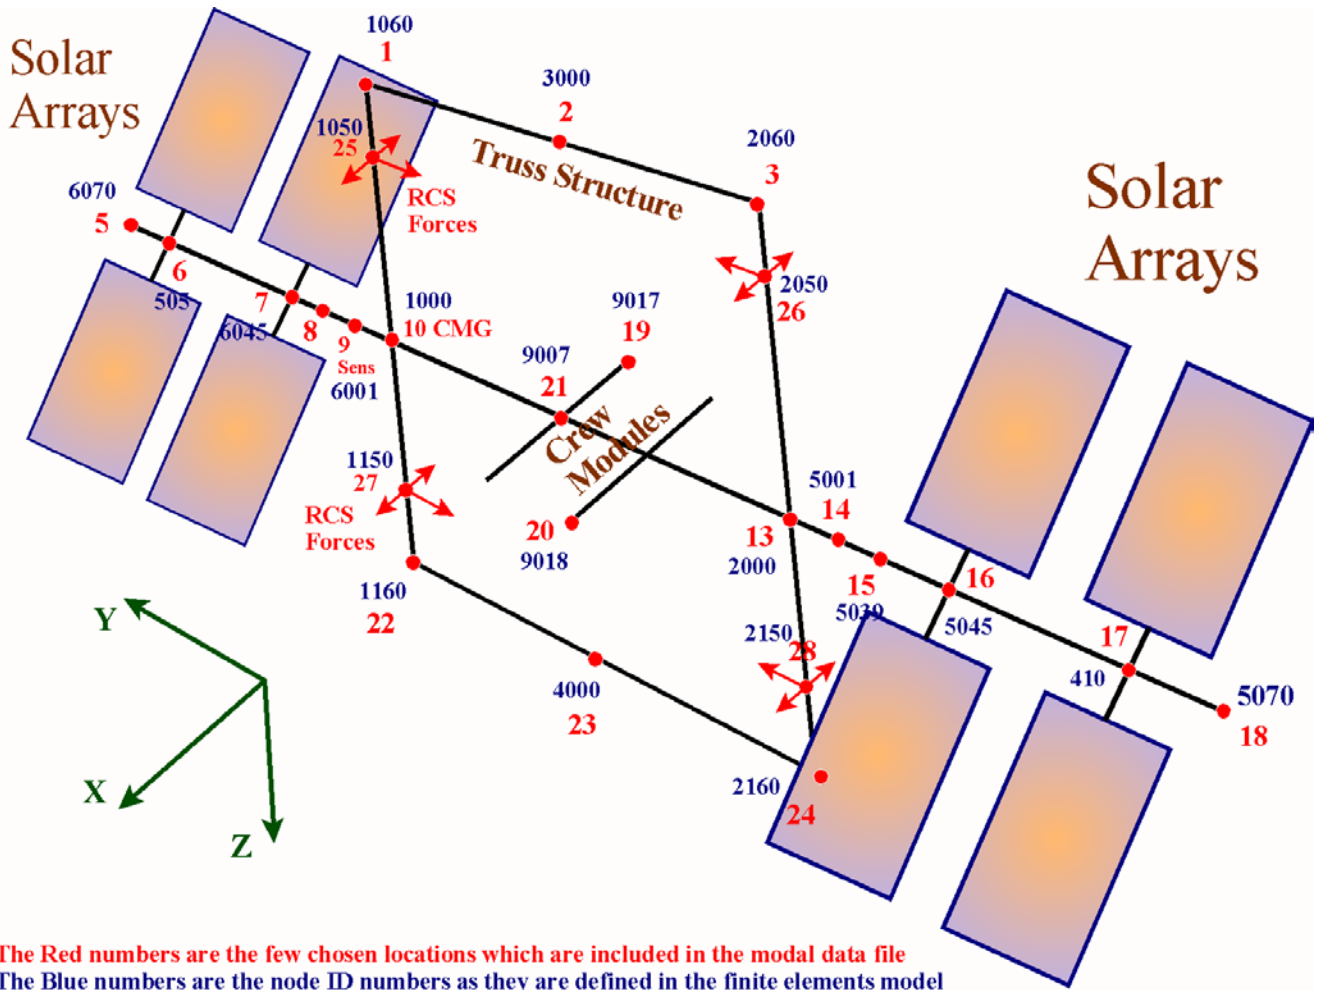 1060
1
Solar
Arrays
3000
2
2060
3
1050
25
Truss Structure
Solar
Arrays
6070
5
RCS
Forces
6
505
7
6045
8
9
Sens
6001
1000
10 CMG
9017
19
2050
26
9007
21
Crew
Modules
1150
27
RCS
Forces
5001
14
20
9018
13
2000
15
5039
16
5045
1160
22
2150
28
17
410
5070
18
4000
23
2160
24
Y
X
Z
The Red numbers are the few chosen locations which are included in the modal data file
The Blue numbers are the node ID numbers as they are defined in the finite elements model